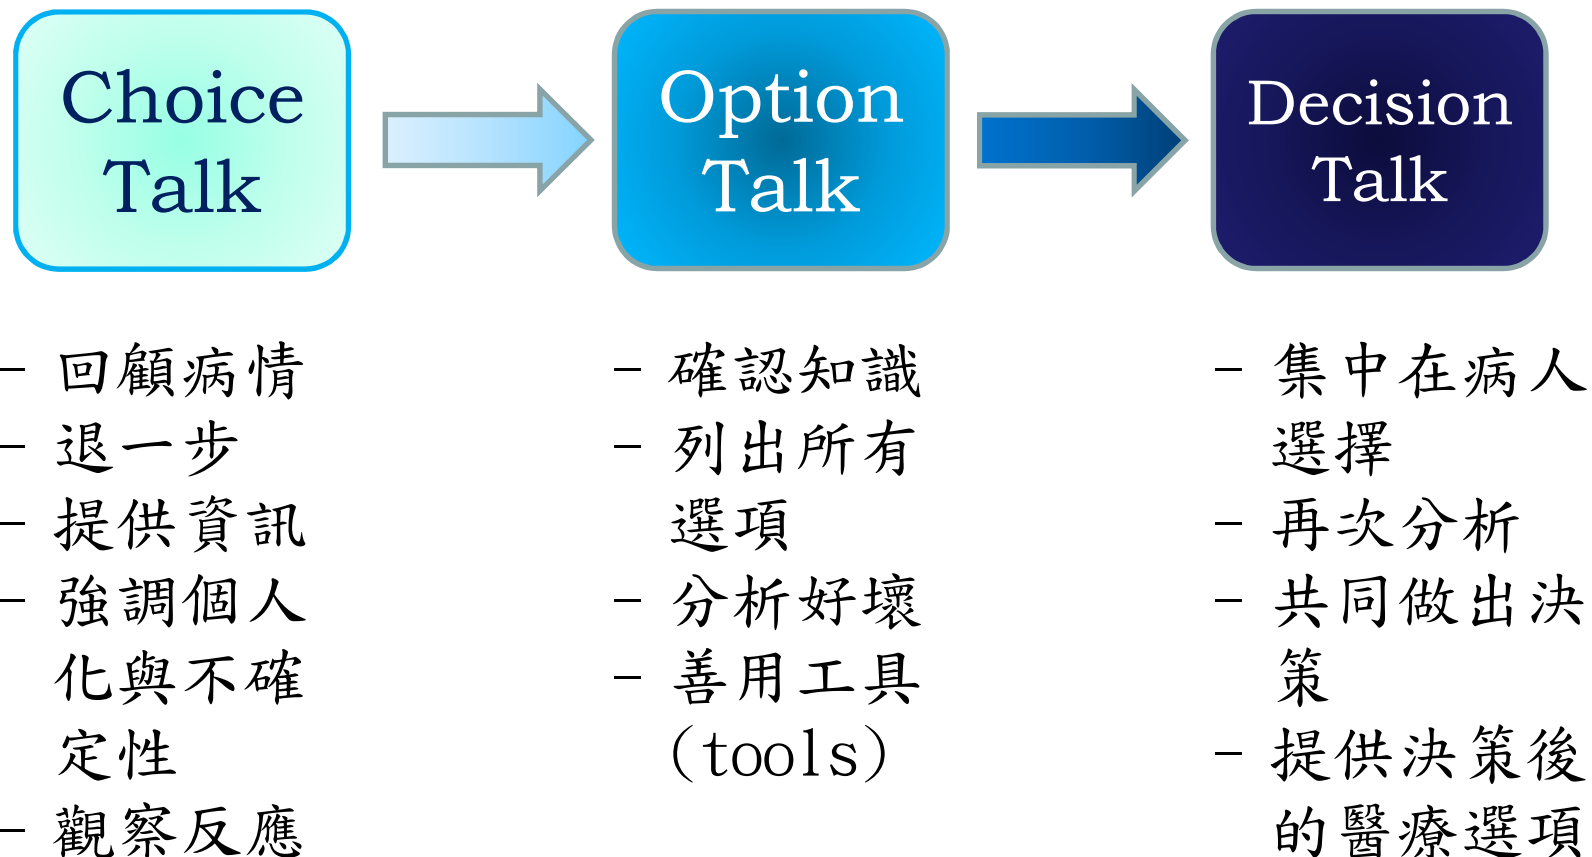 Choice
Talk
Option
Talk
Decision
Talk
– 回顧病情
– 退一步
– 提供資訊
– 強調個人
化與不確
定性
– 觀察反應
– 確認知識
– 列出所有
選項
– 分析好壞
– 善用工具
(tools)
– 集中在病人
選擇
– 再次分析
– 共同做出決
策
– 提供決策後
的醫療選項